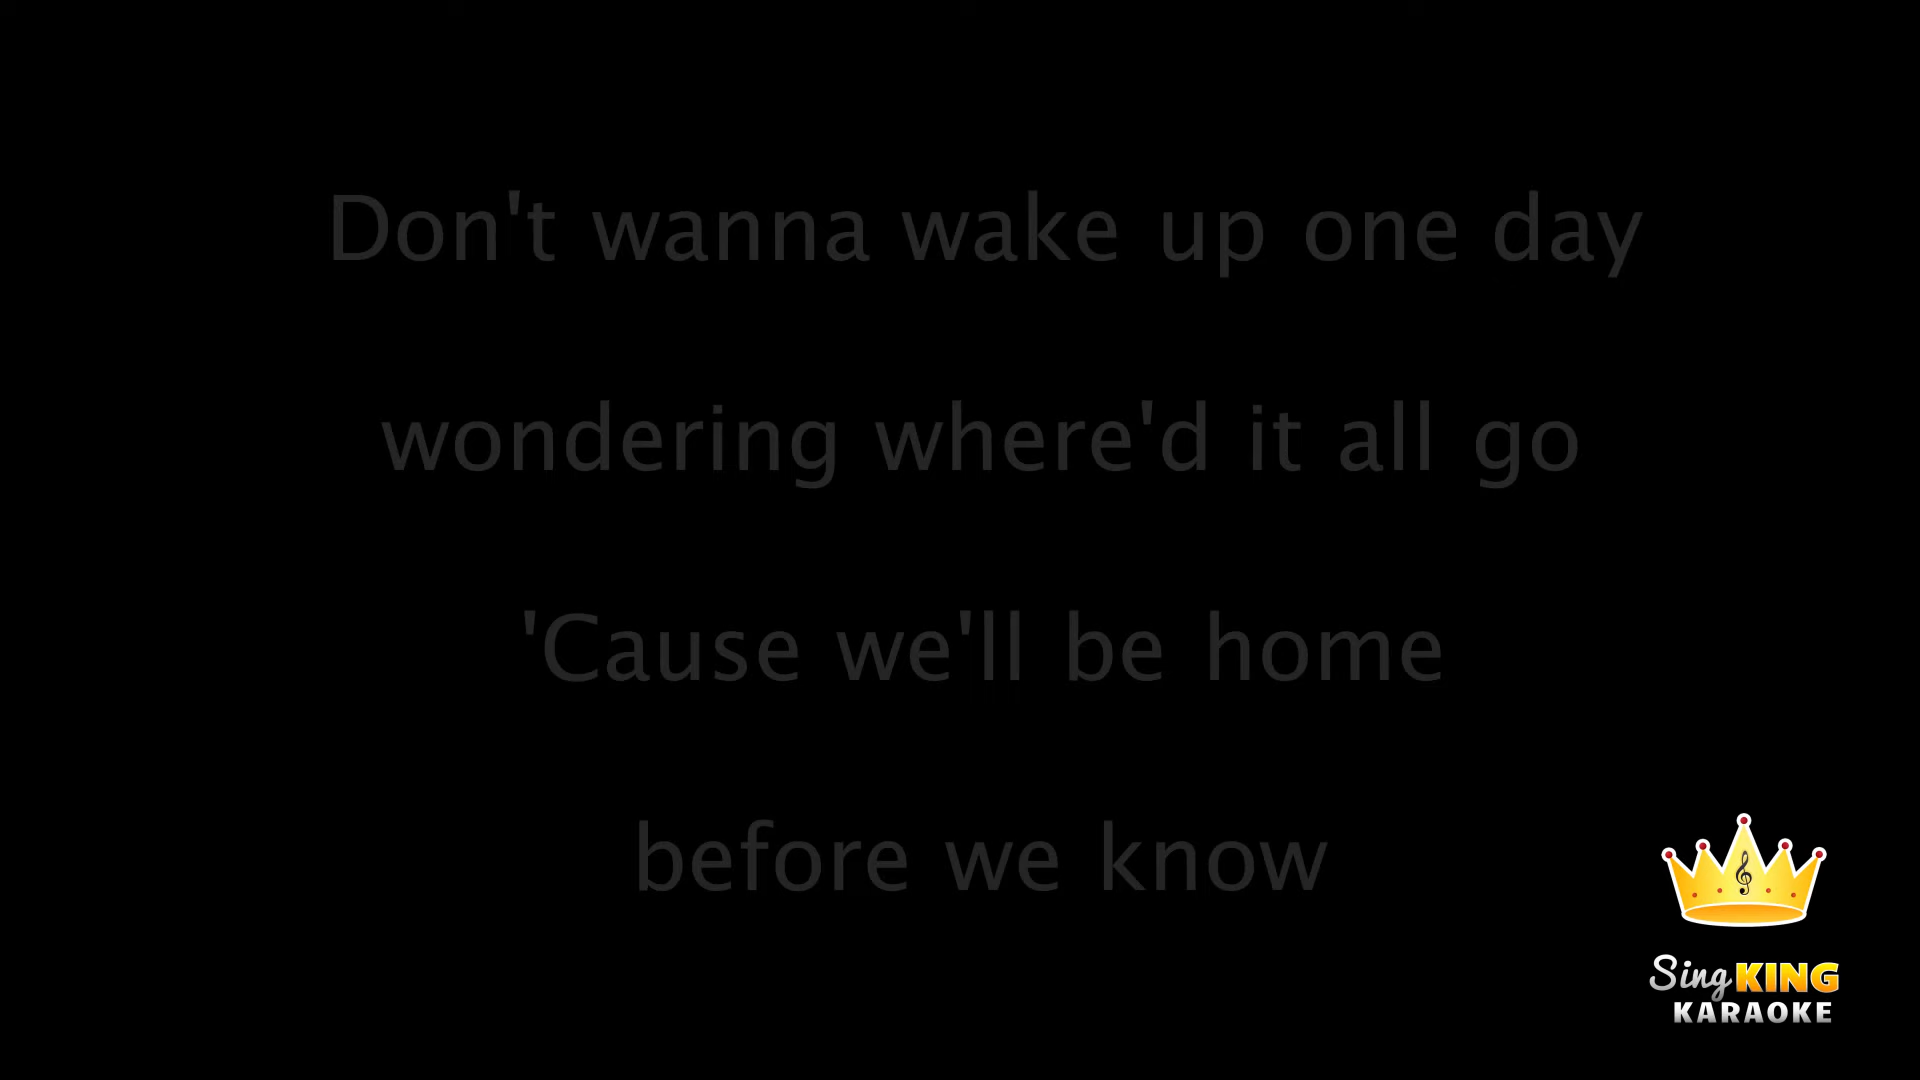 Don't wanna wake up one day
wondering where'd it all go
'Cause we'll be home
before we know
Sing KING
KARAOKE